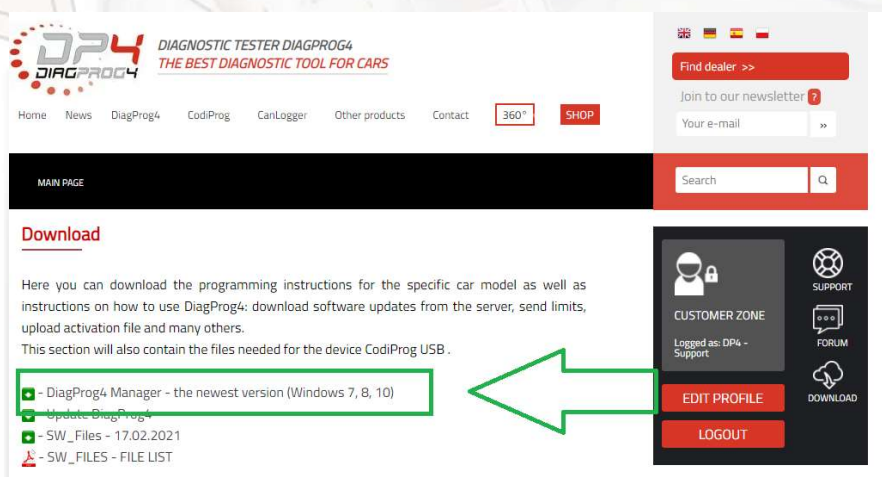 DP4
DIAGPROG4
DIAGNOSTIC TESTER DIAGPROG4
THE BEST DIAGNOSTIC TOOL FOR CARS
Home News DiagProg4 CodiProg CanLogger Other products Contact 360° SHOP
Find dealer >>
Join to our newsletter ?
Your e-mail »
MAIN PAGE
Search
Download
Here you can download the programming instructions for the specific car model as well as
instructions on how to use DiagProg4: download software updates from the server, send limits,
upload activation file and many others.
This section will also contain the files needed for the device CodiProg USB .
- DiagProg4 Manager - the newest version (Windows 7, 8, 10)
- Update DiagProg4
- SW_Files - 17.02.2021
- SW_FILES - FILE LIST
CUSTOMER ZONE
Logged as: DP4 -
Support
EDIT PROFILE
LOGOUT
SUPPORT
FORUM
DOWNLOAD